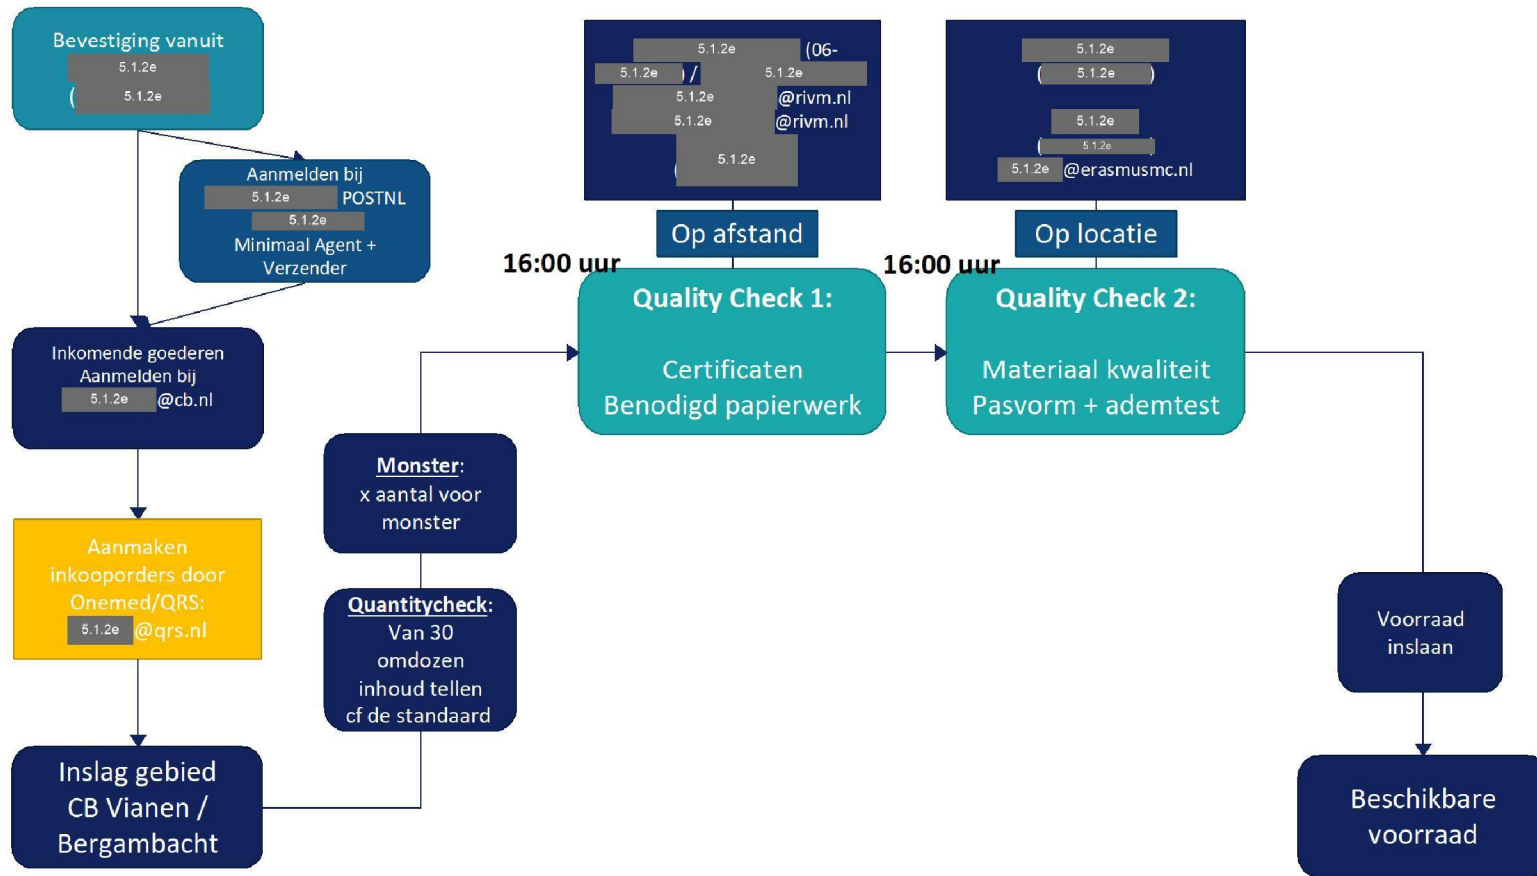 Bevestiging vanuit
5.1.2e
( 5.1.2e
Aanmelden bij
5.1.2e POSTNL
5.1.2e
Minimaal Agent +
Verzender
Inkomende goederen
Aanmelden bij
5.1.2e @cb.nl
Aanmaken
inkooporders door
Onemed/QRS:
5.1.2e @qrs.nl
Inslag gebied
CB Vianen /
Bergambacht
Quantitycheck:
Van 30
omdozen
inhoud tellen
cf de standaard
Monster:
x aantal voor
monster
5.1.2e (06-
5.1.2e ) / 5.1.2e
5.1.2e @rivm.nl
5.1.2e @rivm.nl
( 5.1.2e
Op afstand
16:00 uur
Quality Check 1:
Certificaten
Benodigd papierwerk
5.1.2e
( 5.1.2e )
5.1.2e
( 5.1.2e )
5.1.2e @erasmusmc.nl
Op locatie
16:00 uur
Quality Check 2:
Materiaal kwaliteit
Pasvorm + ademtest
Voorraad
inslaan
Beschikbare
voorraad